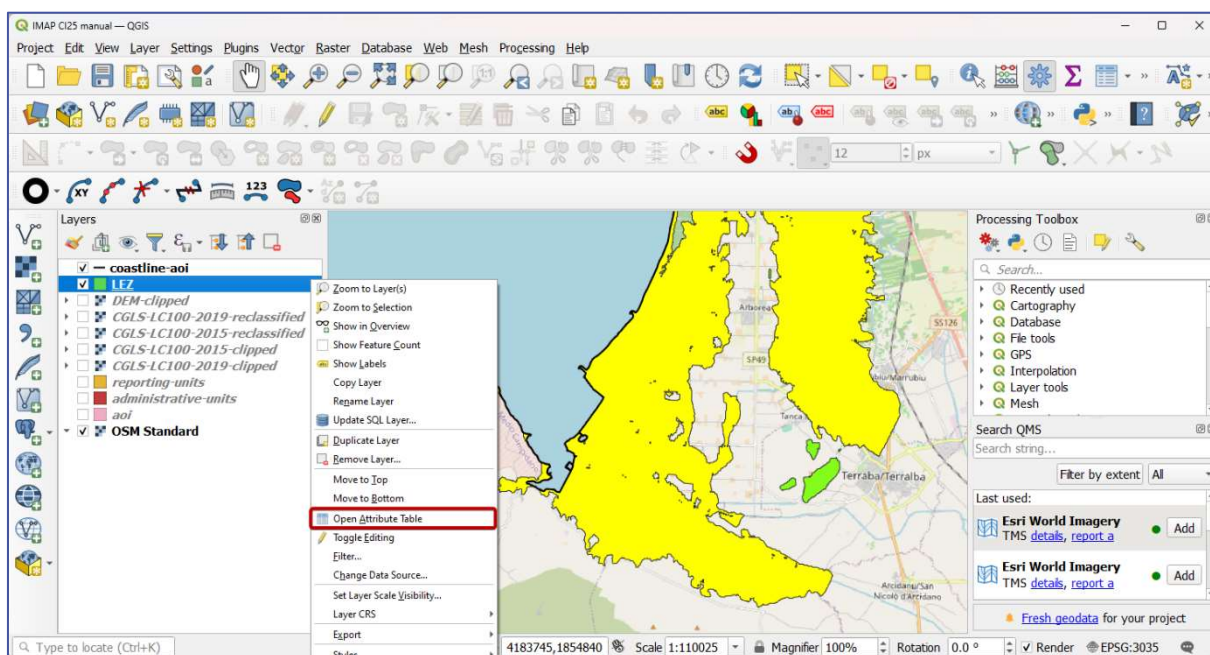 IMAP CI25 manual — QGIS
Project Edit View Layer Settings Plugins Vector Raster Database Web Mesh Processing Help
12 px
123
Layers
coastline-aoi
LEZ
DEM-clipped
CGLS-LC100-2019-reclassified
CGLS-LC100-2015-reclassified
CGLS-LC100-2015-clipped
CGLS-LC100-2019-clipped
reporting-units
administrative-units
aoi
OSM Standard
Zoom to Layer(s)
Zoom to Selection
Show in Overview
Show Feature Count
Show Labels
Copy Layer
Rename Layer
Update SQL Layer...
Duplicate Layer
Remove Layer...
Move to Top
Move to Bottom
Open Attribute Table
Toggle Editing
Filter...
Change Data Source...
Set Layer Scale Visibility...
Layer CRS
Export
Styles
Arborea
SS126
SP49
Terraba/Terralba
Arcidanu/San
Nicolò d'Arcidano
Processing Toolbox
Search...
Recently used
Cartography
Database
File tools
GPS
Interpolation
Layer tools
Mesh
Search QMS
Search string...
Filter by extent All
Last used:
Esri World Imagery
TMS details, report a
Add
Esri World Imagery
TMS details, report a
Add
Fresh geodata for your project
Type to locate (Ctrl+K)
4183745,1854840 Scale 1:110025 Magnifier 100% Rotation 0.0 ° Render EPSG:3035